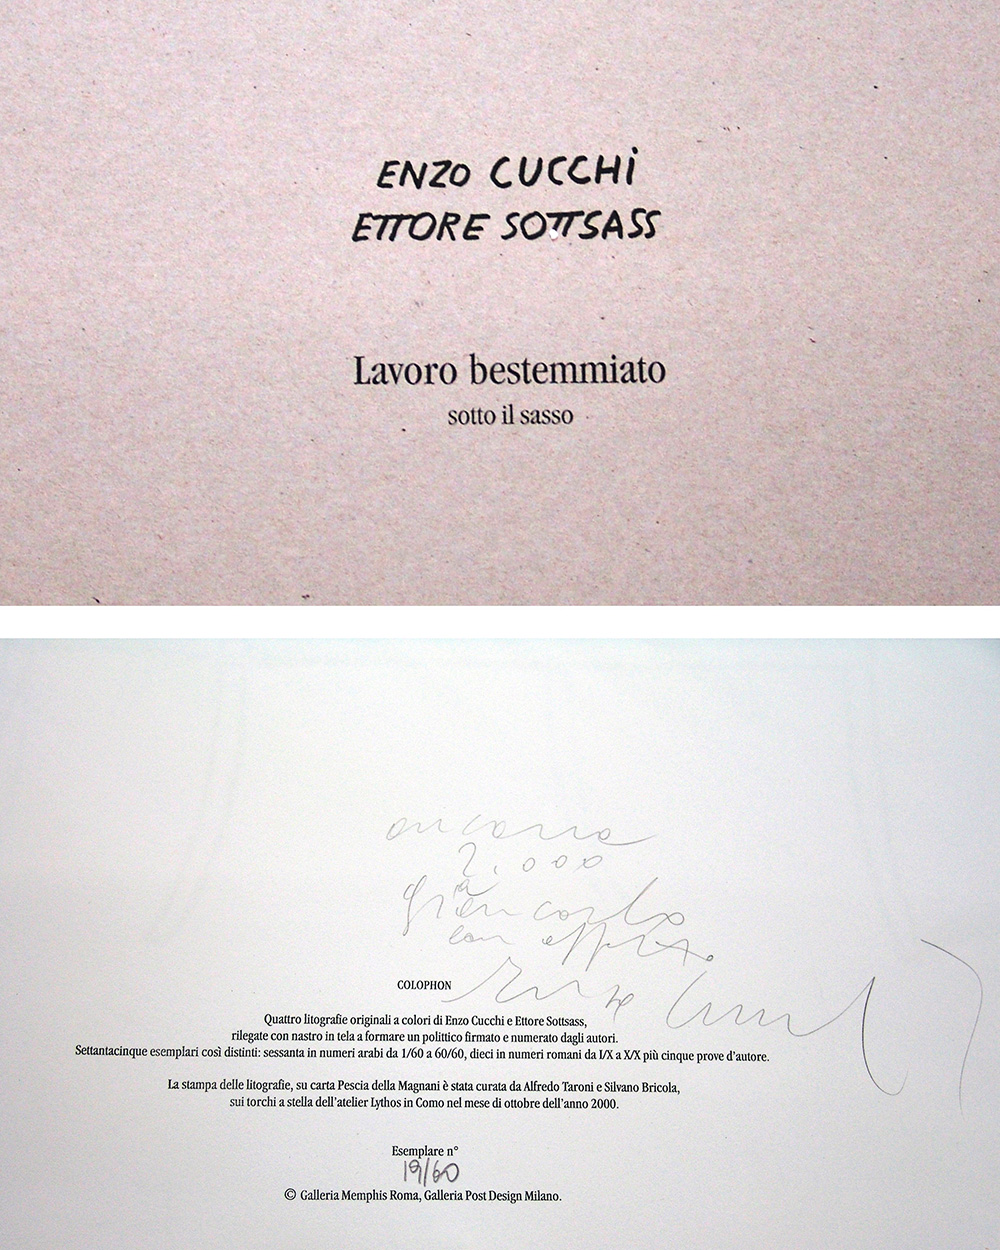 ENZO CUCCHi
ETTORE SOTTSASS
Lavoro bestemmiato
sotto il sasso
ancona
2.000
a
giancarlo
con affetto
Enzo Cucchi
COLOPHON
Quattro litografie originali a colori di Enzo Cucchi e Ettore Sottsass,
rilegate con nastro in tela a formare un polittico firmato e numerato dagli autori.
Settantacinque esemplari così distinti: sessanta in numeri arabi da 1/60 a 60/60, dieci in numeri romani da I/X a X/X più cinque prove d'autore.
La stampa delle litografie, su carta Pescia della Magnani è stata curata da Alfredo Taroni e Silvano Bricola,
sui torchi a stella dell'atelier Lythos in Como nel mese di ottobre dell'anno 2000.
Esemplare n°
19/60
© Galleria Memphis Roma, Galleria Post Design Milano.